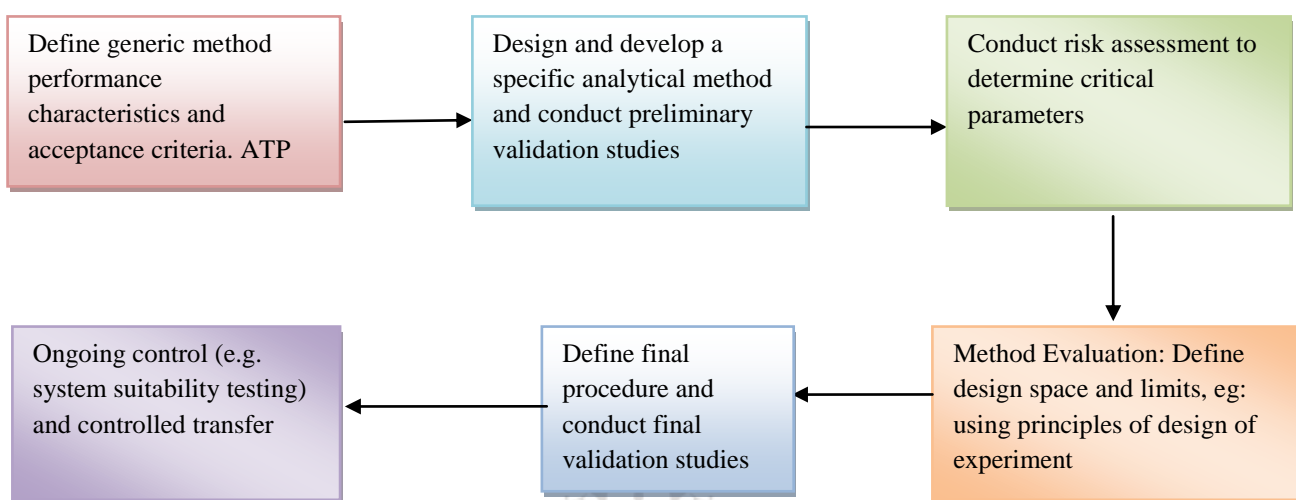 Define generic method
performance
characteristics and
acceptance criteria. ATP
Design and develop a
specific analytical method
and conduct preliminary
validation studies
Conduct risk assessment to
determine critical
parameters
Method Evaluation: Define
design space and limits, eg:
using principles of design of
experiment
Define final
procedure and
conduct final
validation studies
Ongoing control (e.g.
system suitability testing)
and controlled transfer